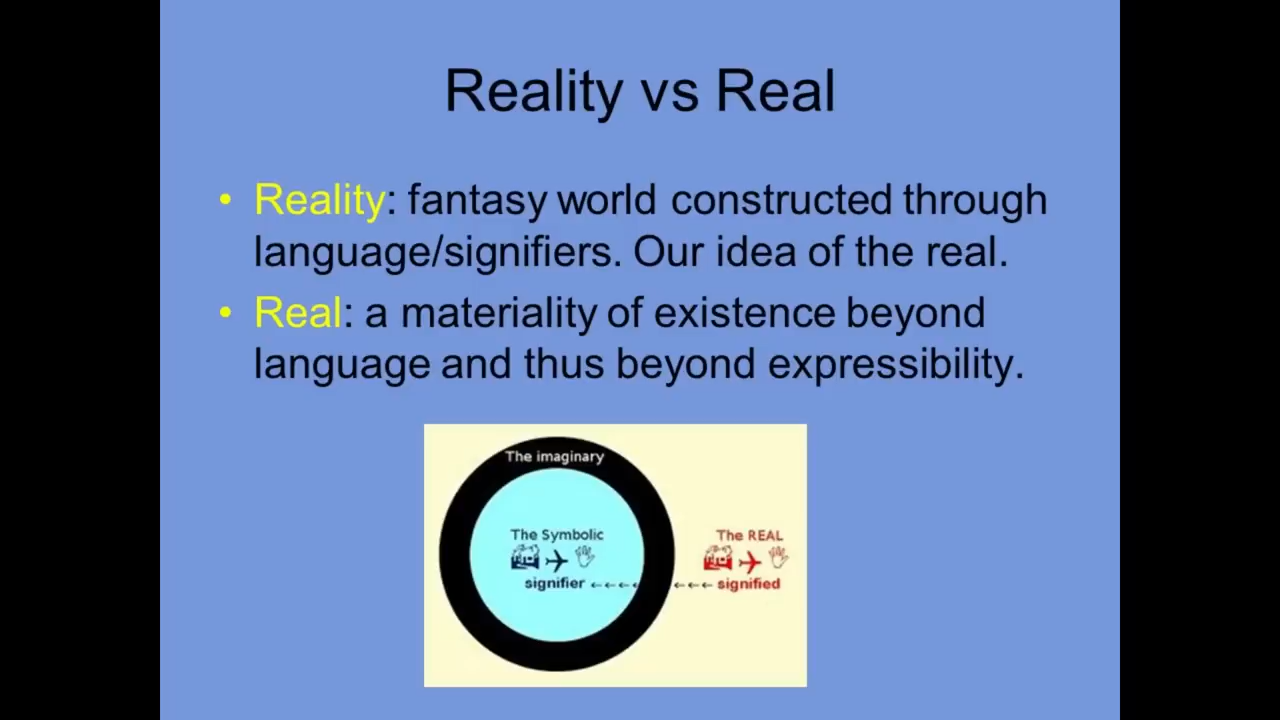 Reality vs Real
• Reality: fantasy world constructed through
language/signifiers. Our idea of the real.
• Real: a materiality of existence beyond
language and thus beyond expressibility.
The imaginary
The Symbolic
The REAL
signifier ←←←← ←←← signified